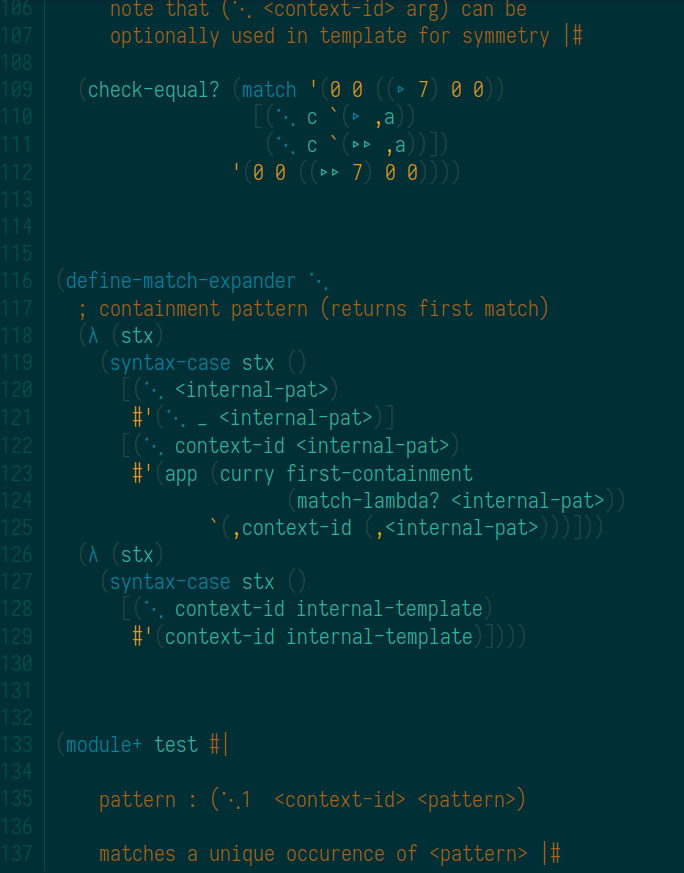 106 note that (⋱ <context-id> arg) can be
107 optionally used in template for symmetry |#
108
109 (check-equal? (match '(0 0 ((▹ 7) 0 0))
110 [(⋱ c `(▹ ,a))
111 (⋱ c `(▹▹ ,a))])
112 '(0 0 ((▹▹ 7) 0 0))))
113
114
115
116 (define-match-expander ⋱
117 ; containment pattern (returns first match)
118 (λ (stx)
119 (syntax-case stx ()
120 [(⋱ <internal-pat>)
121 #'(⋱ _ <internal-pat>)]
122 [(⋱ context-id <internal-pat>)
123 #'(app (curry first-containment
124 (match-lambda? <internal-pat>))
125 `(,context-id (,<internal-pat>)))]))
126 (λ (stx)
127 (syntax-case stx ()
128 [(⋱ context-id internal-template)
129 #'(context-id internal-template)])))
130
131
132
133 (module+ test #|
134
135 pattern : (⋱1 <context-id> <pattern>)
136
137 matches a unique occurence of <pattern> |#